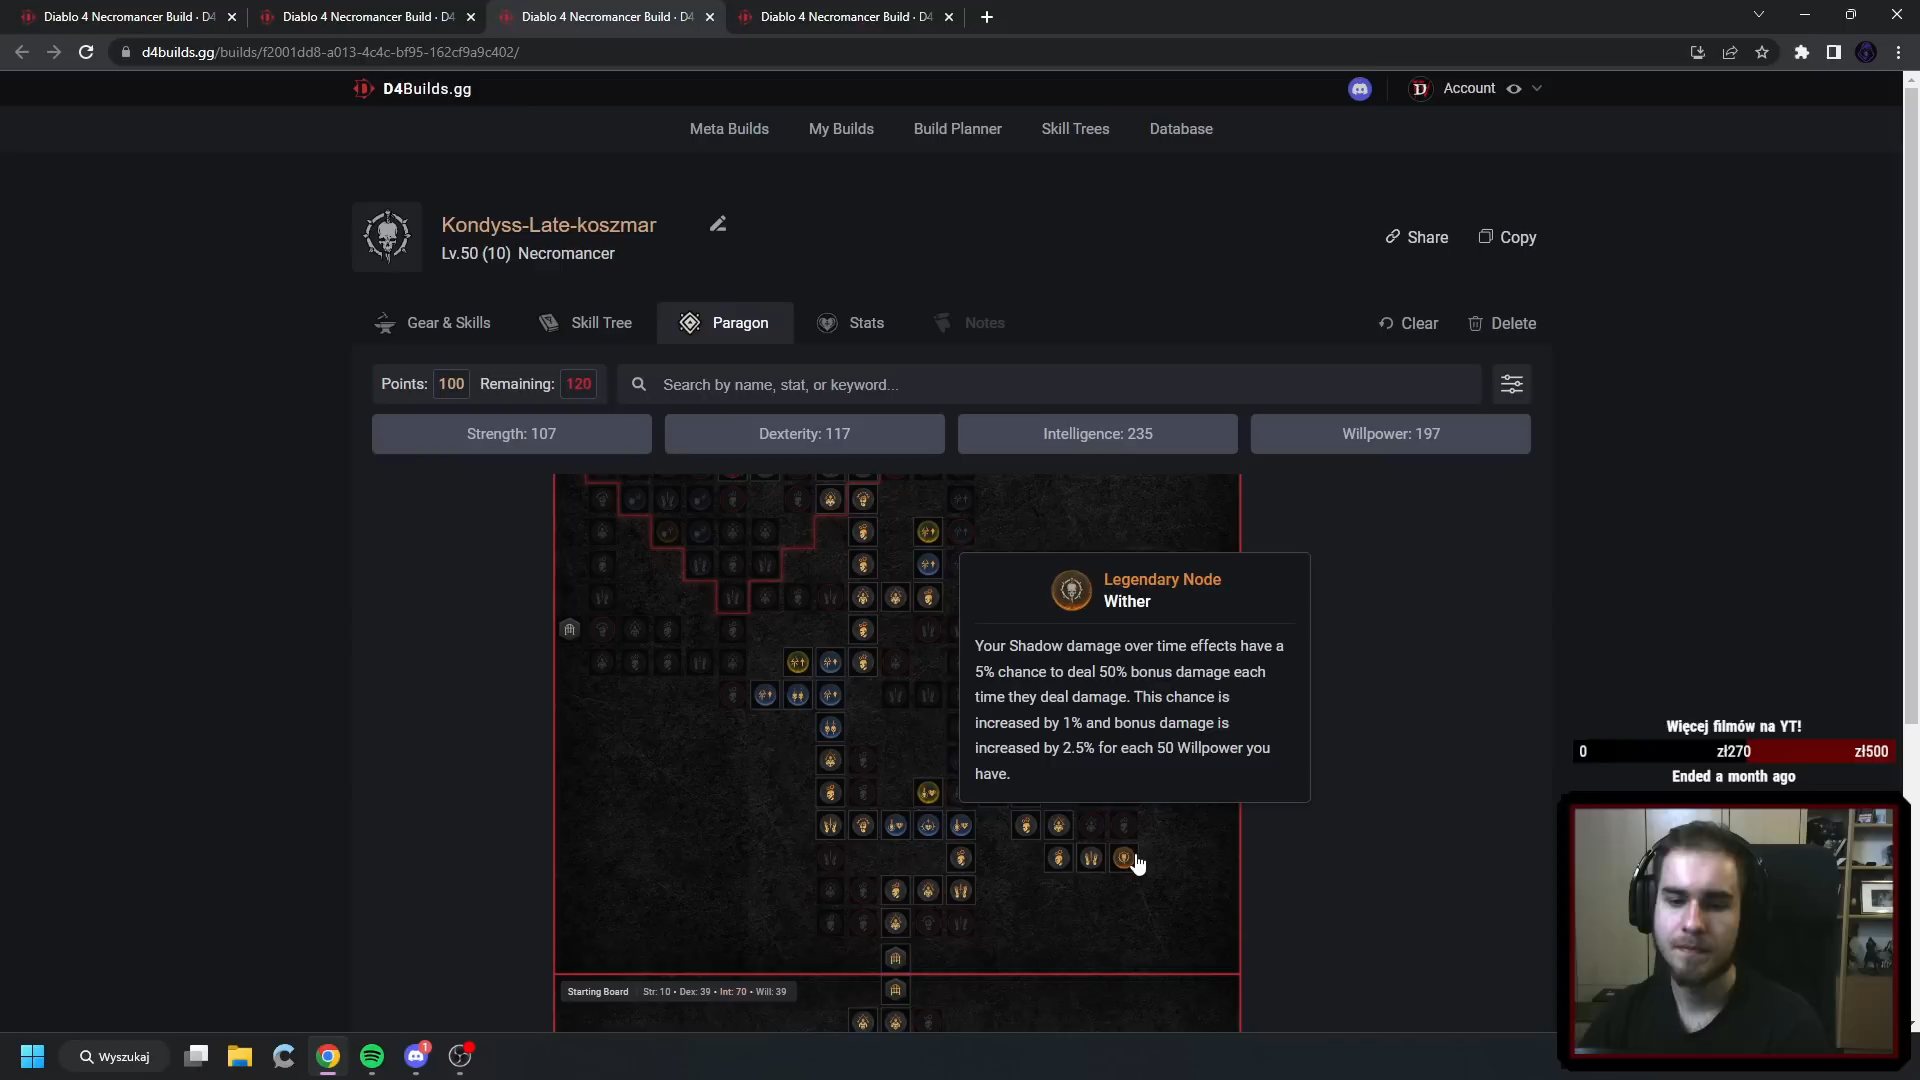 Diablo 4 Necromancer Build · D4
Diablo 4 Necromancer Build · D4
Diablo 4 Necromancer Build · D4
Diablo 4 Necromancer Build · D4
d4builds.gg/builds/f2001dd8-a013-4c4c-bf95-162cf9a9c402/
D4Builds.gg
Account
Meta Builds
My Builds
Build Planner
Skill Trees
Database
Kondyss-Late-koszmar
Lv.50 (10) Necromancer
Share
Copy
Gear & Skills
Skill Tree
Paragon
Stats
Notes
Clear
Delete
Points: 100 Remaining: 120
Search by name, stat, or keyword...
Strength: 107
Dexterity: 117
Intelligence: 235
Willpower: 197
Legendary Node
Wither
Your Shadow damage over time effects have a
5% chance to deal 50% bonus damage each
time they deal damage. This chance is
increased by 1% and bonus damage is
increased by 2.5% for each 50 Willpower you
have.
Więcej filmów na YT!
0 zł270 zł500
Ended a month ago
Starting Board Str: 10 • Dex: 39 • Int: 70 • Will: 39
Wyszukaj
1